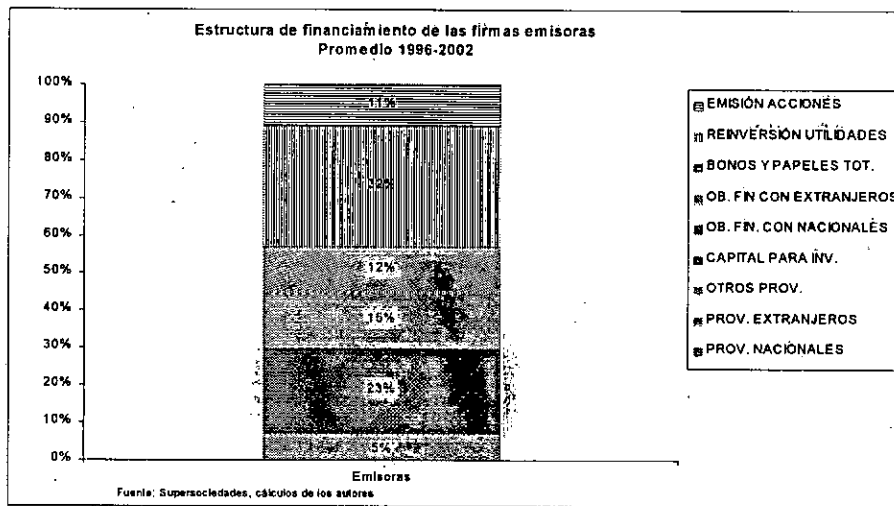 Estructura de financiamiento de las firmas emisoras
Promedio 1996-2002
100%
90%
80%
70%
60%
50%
40%
30%
20%
10%
0%
11%
32%
12%
15%
23%
5%
Emisoras
EMISIÓN ACCIONES
REINVERSIÓN UTILIDADES
BONOS Y PAPELES TOT.
OB. FIN CON EXTRANJEROS
OB. FIN. CON NACIONALES
CAPITAL PARA INV.
OTROS PROV.
PROV. EXTRANJEROS
PROV. NACIONALES
Fuente: Supersociedades, cálculos de los autores